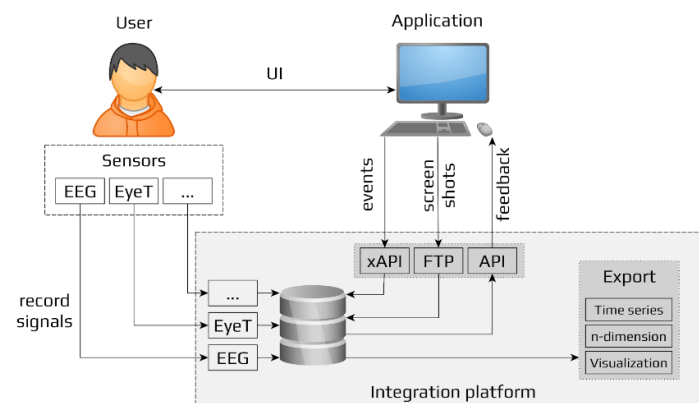 User
Application
UI
Sensors
EEG
EyeT
...
events
screen
shots
feedback
xAPI
FTP
API
record
signals
...
EyeT
EEG
Export
Time series
n-dimension
Visualization
Integration platform